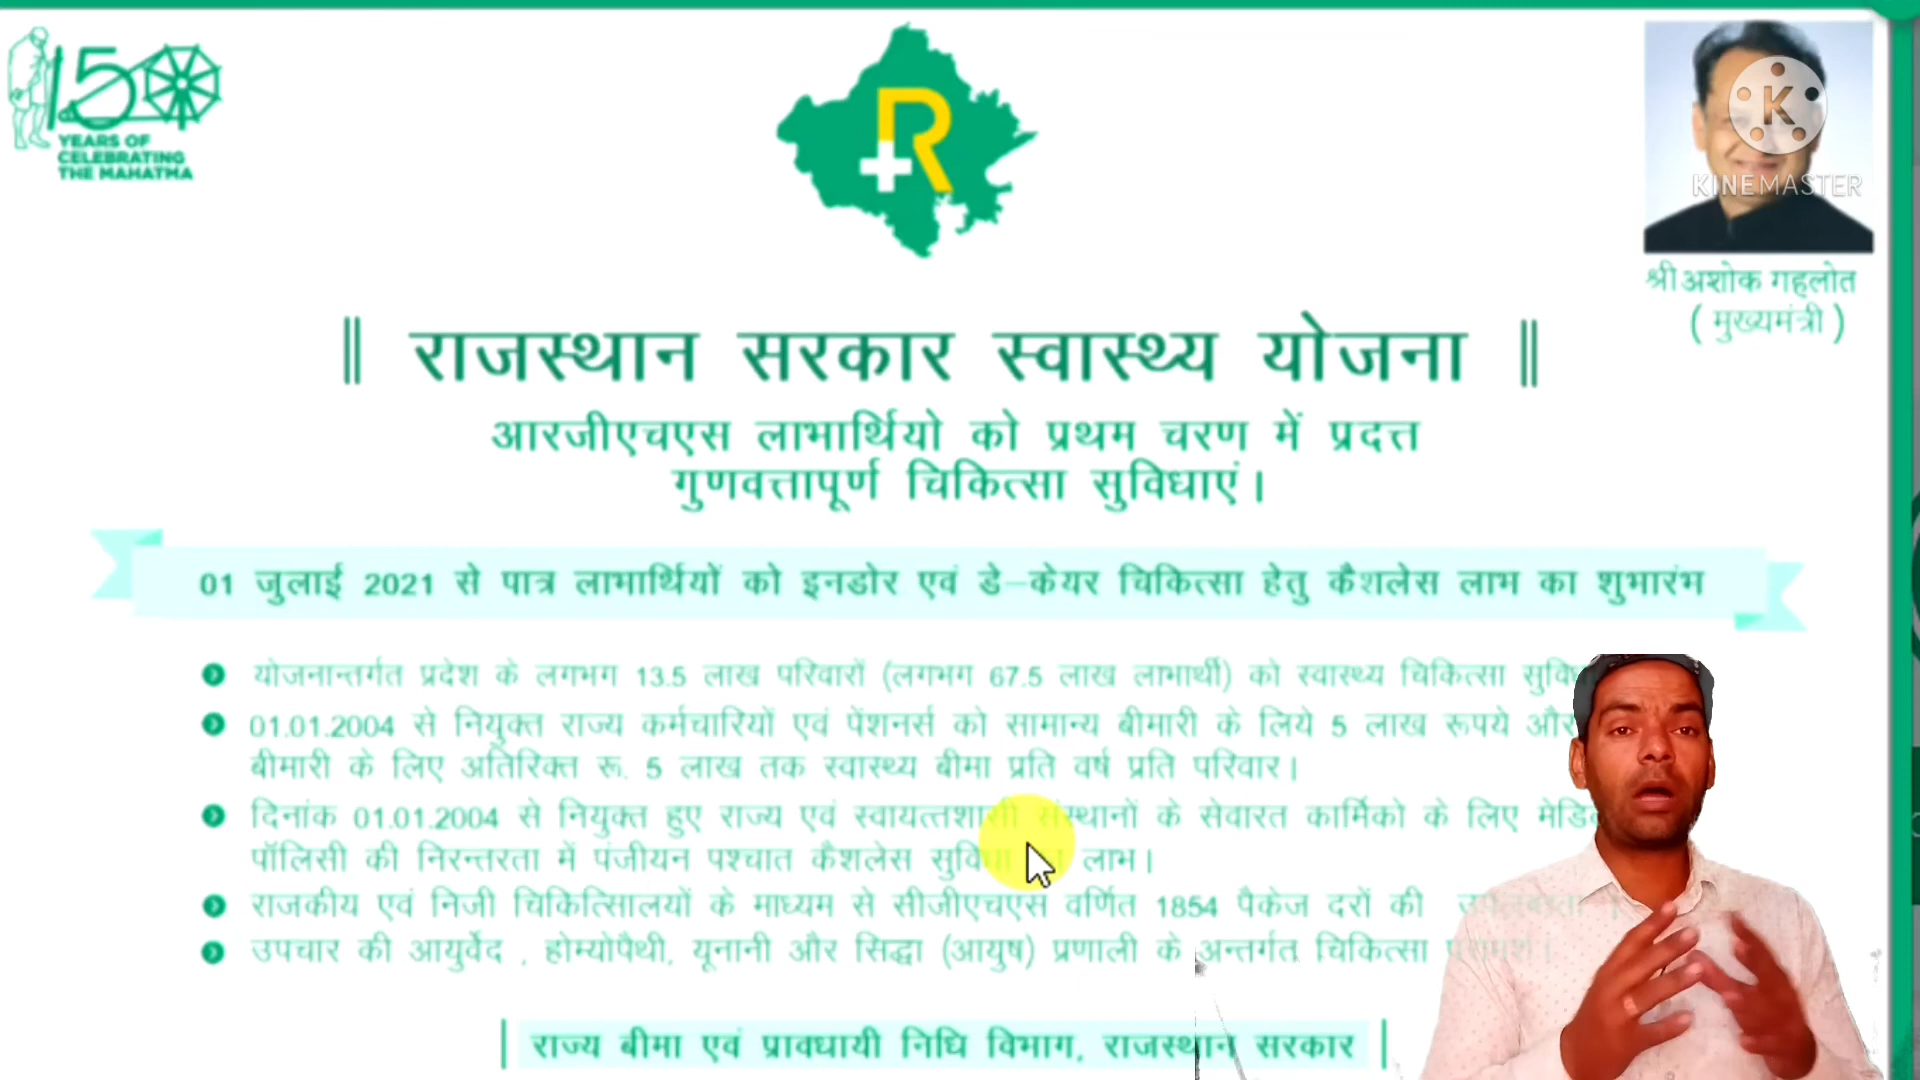 150
YEARS OF
CELEBRATING
THE MAHATMA
R
K
KINEMASTER
श्री अशोक गहलोत
( मुख्यमंत्री )
|| राजस्थान सरकार स्वास्थ्य योजना ||
आरजीएचएस लाभार्थियो को प्रथम चरण में प्रदत्त
गुणवत्तापूर्ण चिकित्सा सुविधाएं।
01 जुलाई 2021 से पात्र लाभार्थियों को इनडोर एवं डे–केयर चिकित्सा हेतु कैशलेस लाभ का शुभारंभ
योजनान्तर्गत प्रदेश के लगभग 13.5 लाख परिवारों (लगभग 67.5 लाख लाभार्थी) को स्वास्थ्य चिकित्सा
01.01.2004 से नियुक्त राज्य कर्मचारियों एवं पेंशनर्स को सामान्य बीमारी के लिये 5 लाख रूपये और
बीमारी के लिए अतिरिक्त रू. 5 लाख तक स्वास्थ्य बीमा प्रति वर्ष प्रति परिवार।
दिनांक 01.01.2004 से नियुक्त हुए राज्य एवं स्वायत्तशासी संस्थानों के सेवारत कार्मिको के लिए
पॉलिसी की निरन्तरता में पंजीयन पश्चात कैशलेस लाभ।
राजकीय एवं निजी चिकित्सिालयों के माध्यम से सीजीएचएस वर्णित 1854 पैकेज दरों की
उपचार की आयुर्वेद , होम्योपैथी, यूनानी और सिद्धा (आयुष) प्रणाली के अन्तर्गत चिकित्सा
| राज्य बीमा एवं प्रावधायी निधि विभाग, राजस्थान सरकार |